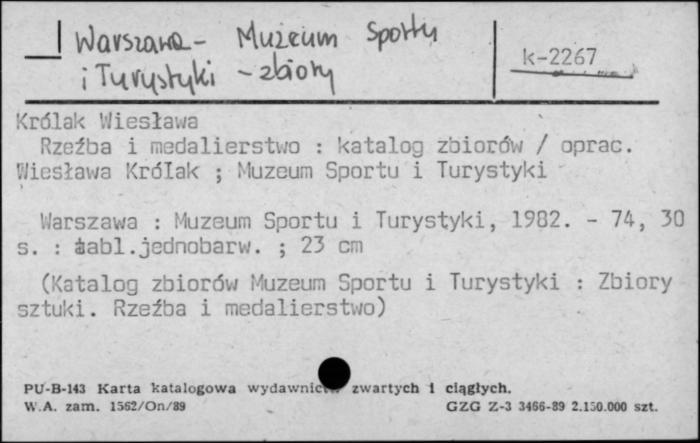 Warszawa - Muzeum Sportu
i Turystyki - zbiory
k-2267
Królak Wiesława
Rzeźba i medalierstwo : katalog zbiorów / oprac.
Wiesława Królak ; Muzeum Sportu i Turystyki
Warszawa : Muzeum Sportu i Turystyki, 1982. - 74, 30
s. : tabl.jednobarw. ; 23 cm
(Katalog zbiorów Muzeum Sportu i Turystyki : Zbiory
sztuki. Rzeźba i medalierstwo)
PU-B-143 Karta katalogowa wydawnictw zwartych i ciągłych.
W.A. zam. 1562/On/89 GZG Z-3 3466-89 2.150.000 szt.